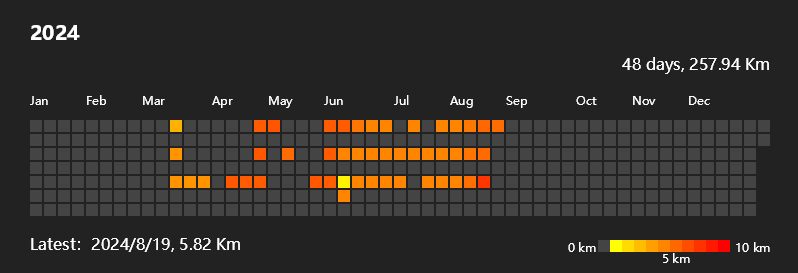 2024
48 days, 257.94 Km
Jan Feb Mar Apr May Jun Jul Aug Sep Oct Nov Dec
Latest: 2024/8/19, 5.82 Km
0 km 10 km
5 km